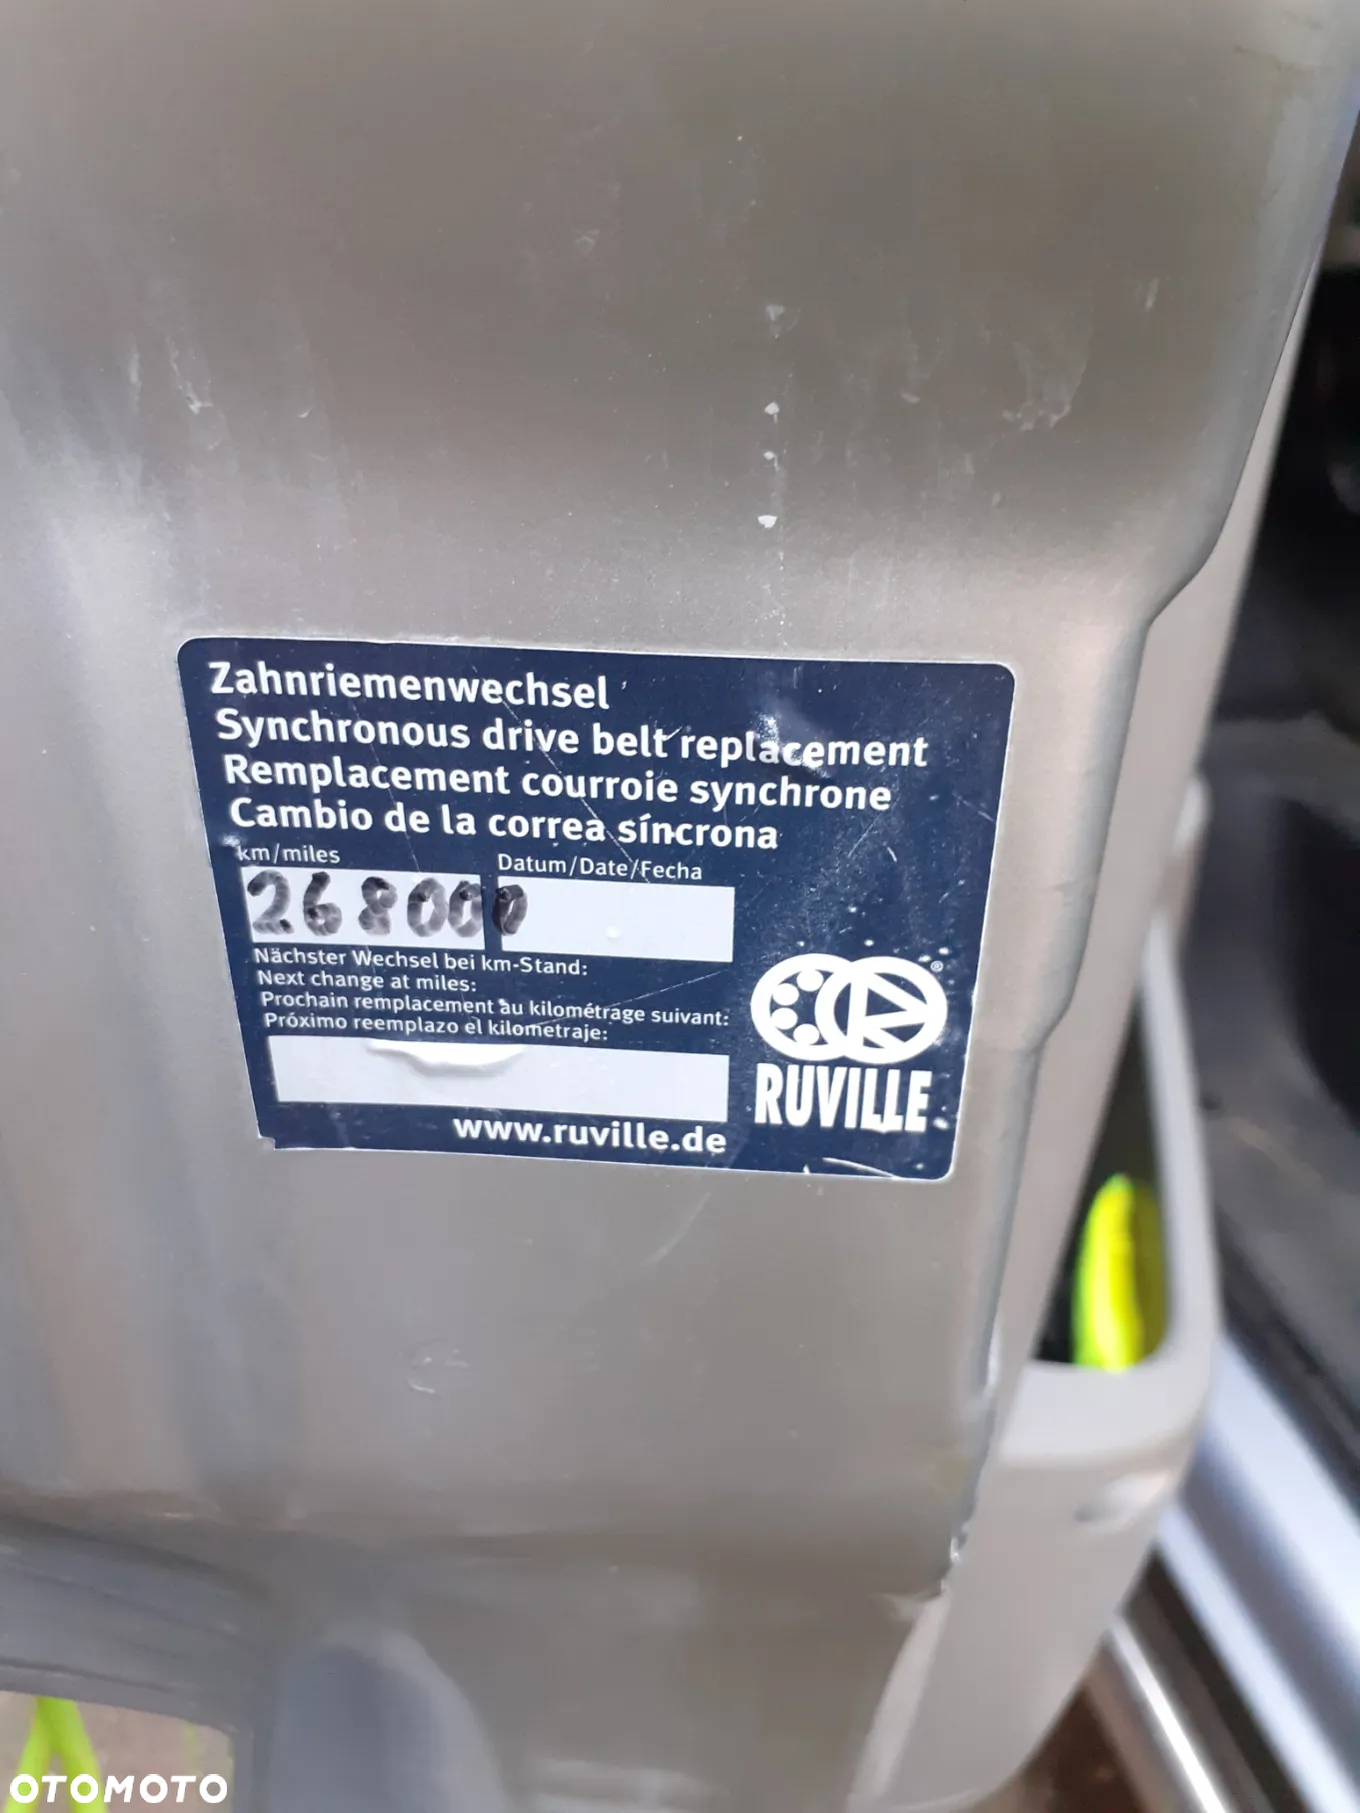 Zahnriemenwechsel
Synchronous drive belt replacement
Remplacement courroie synchrone
Cambio de la correa síncrona
km/miles
Datum/Date/Fecha
268000
Nächster Wechsel bei km-Stand:
Next change at miles:
Prochain remplacement au kilométrage suivant:
Próximo reemplazo el kilometraje:
®
RUVILLE
www.ruville.de
OTOMOTO